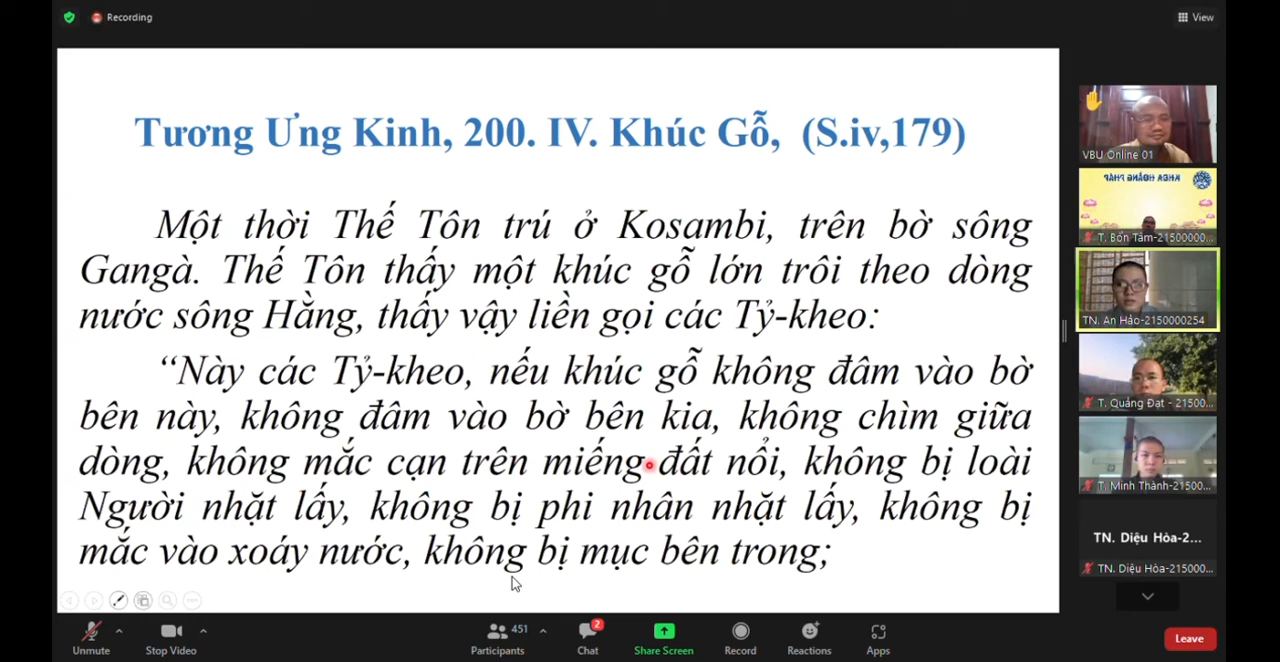 Recording
View
Tương Ưng Kinh, 200. IV. Khúc Gỗ, (S.iv,179)
Một thời Thế Tôn trú ở Kosambi, trên bờ sông
Gangà. Thế Tôn thấy một khúc gỗ lớn trôi theo dòng
nước sông Hằng, thấy vậy liền gọi các Tỷ-kheo:
“Này các Tỷ-kheo, nếu khúc gỗ không đâm vào bờ
bên này, không đâm vào bờ bên kia, không chìm giữa
dòng, không mắc cạn trên miếng đất nổi, không bị loài
Người nhặt lấy, không bị phi nhân nhặt lấy, không bị
mắc vào xoáy nước, không bị mục bên trong;
VBU Online 01
KHOA HOẰNG PHÁP
T. Bổn Tâm-21500000...
TN. An Hảo-2150000254
T. Quảng Đạt - 21500...
T. Minh Thành-21500...
TN. Diệu Hòa-2...
TN. Diệu Hòa-215000...
Unmute
Stop Video
Participants
451
Chat
2
Share Screen
Record
Reactions
Apps
Leave